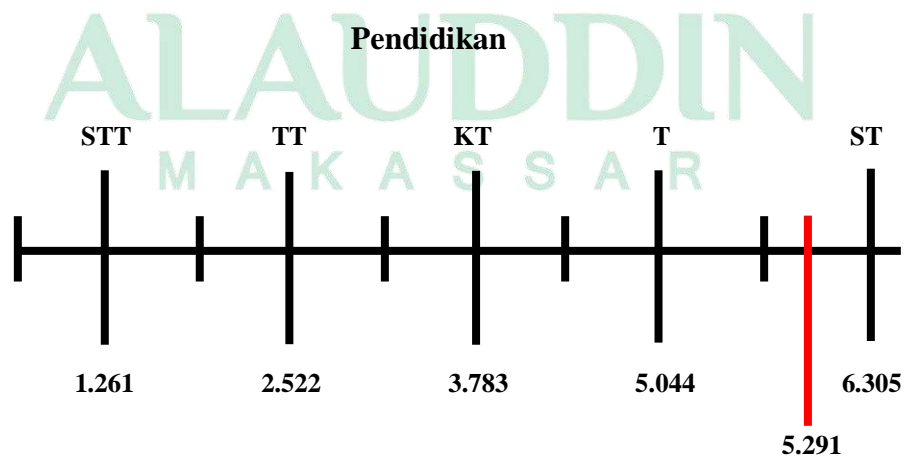 ALAUDDIN
Pendidikan
STT TT KT T ST
MAKASSAR
1.261 2.522 3.783 5.044 6.305
5.291